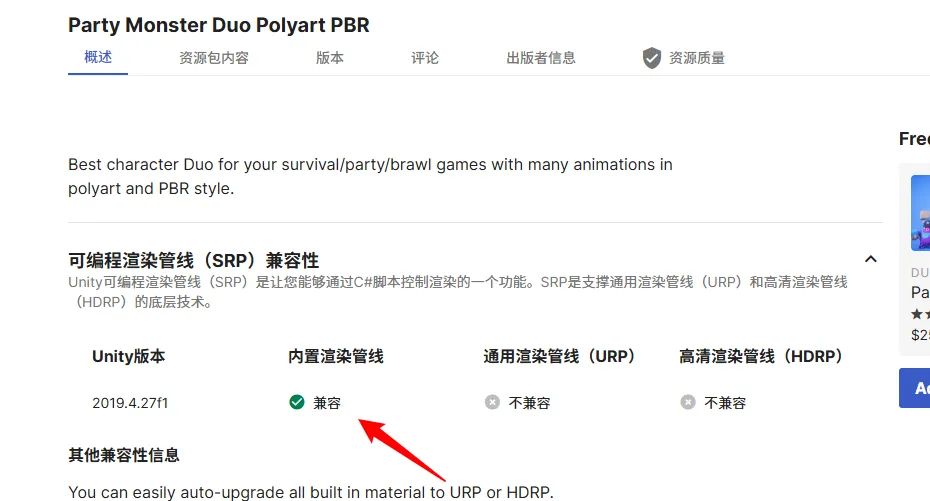 Party Monster Duo Polyart PBR
概述 资源包内容 版本 评论 出版者信息 资源质量
Best character Duo for your survival/party/brawl games with many animations in
polyart and PBR style.
可编程渲染管线（SRP）兼容性
Unity可编程渲染管线（SRP）是让您能够通过C#脚本控制渲染的一个功能。SRP是支撑通用渲染管线（URP）和高清渲染管线
（HDRP）的底层技术。
Unity版本 内置渲染管线 通用渲染管线（URP） 高清渲染管线（HDRP）
2019.4.27f1 兼容 不兼容 不兼容
其他兼容性信息
You can easily auto-upgrade all built in material to URP or HDRP.
DU
Pa